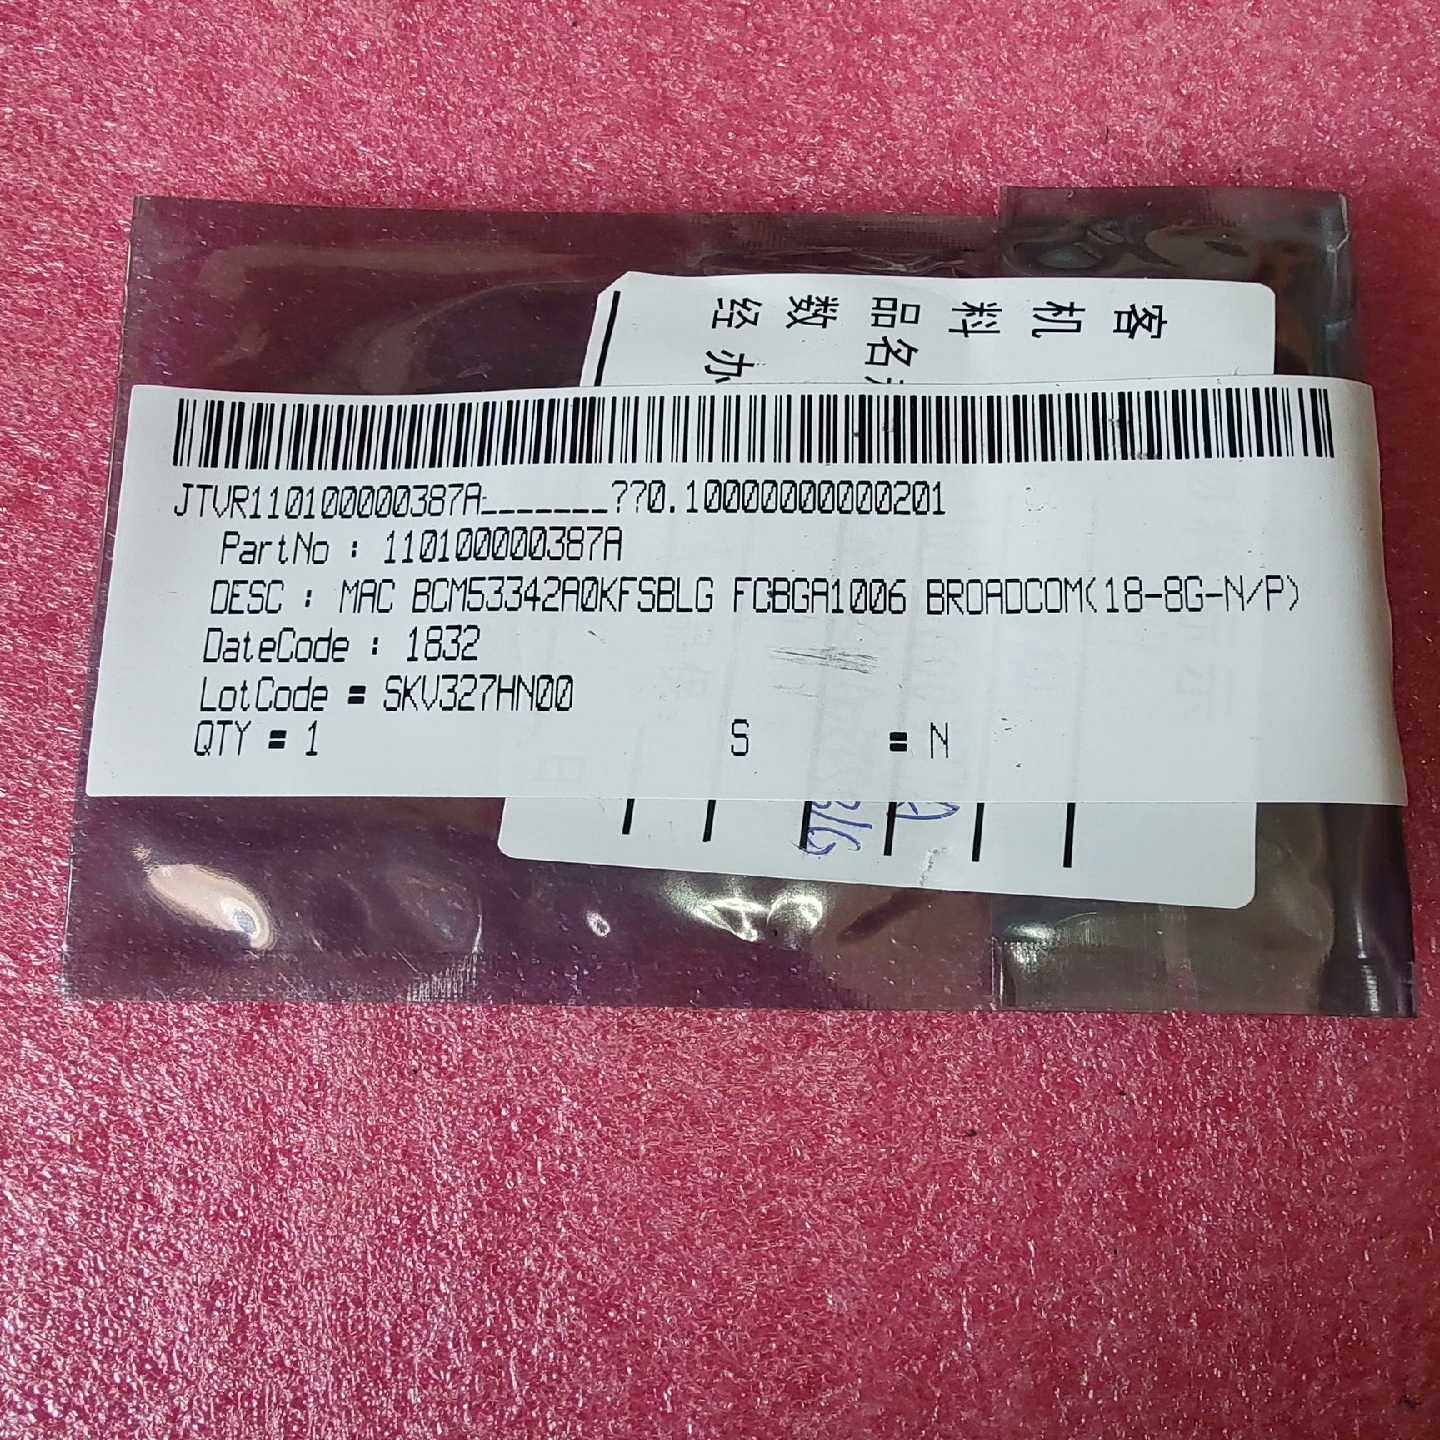 客 机 料 品名 数 经办
JTVR110100000387A_______??0.10000000000201
PartNo : 110100000387A
DESC : MAC BCM53342A0KFSBLG FCBGA1006 BROADCOM(18-8G-N/P)
DateCode : 1832
LotCode = SKV327HN00
QTY = 1 S = N